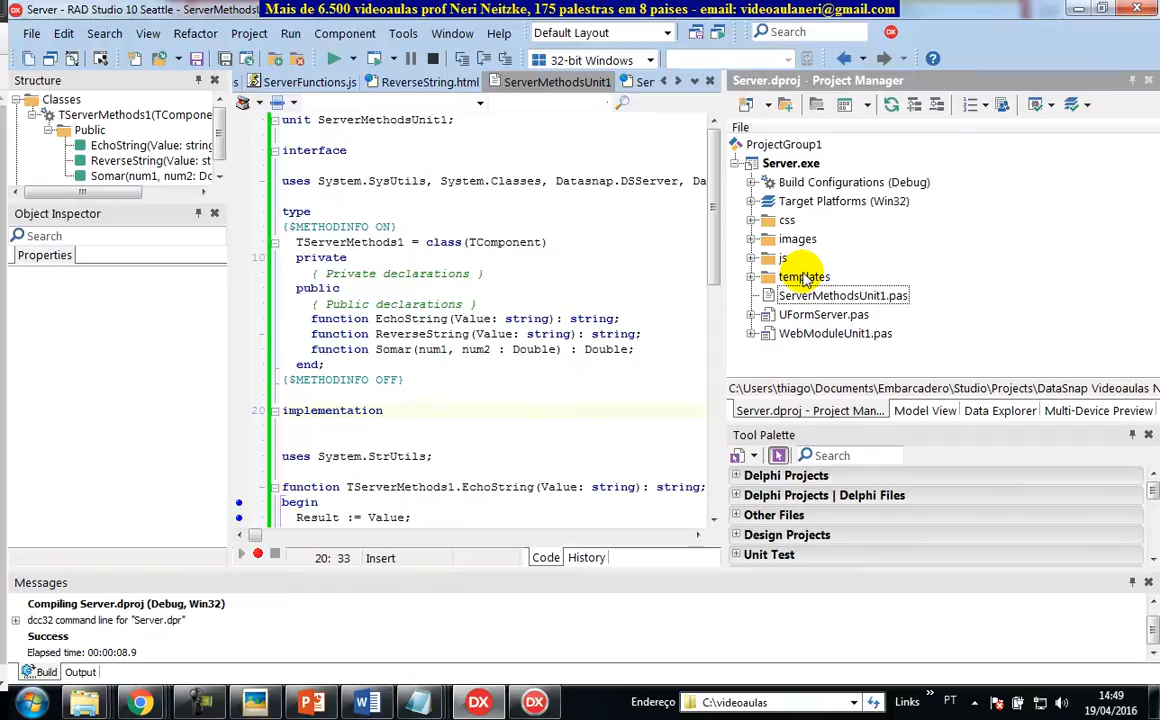 Server - RAD Studio 10 Seattle - ServerMethodsU
Mais de 6.500 videoaulas prof Neri Neitzke, 175 palestras em 8 paises - email: videoaulaneri@gmail.com
File Edit Search View Refactor Project Run Component Tools Window Help
Default Layout
Search
32-bit Windows
Structure
Classes
TServerMethods1(TCompone
Public
EchoString(Value: string
ReverseString(Value: st
Somar(num1, num2: Do
Object Inspector
Search
Properties
ServerFunctions.js ReverseString.html ServerMethodsUnit1 Ser
unit ServerMethodsUnit1;
interface
uses System.SysUtils, System.Classes, Datasnap.DSServer, Da
type
{$METHODINFO ON}
TServerMethods1 = class(TComponent)
10 private
{ Private declarations }
public
{ Public declarations }
function EchoString(Value: string): string;
function ReverseString(Value: string): string;
function Somar(num1, num2 : Double) : Double;
end;
{$METHODINFO OFF}
20 implementation
uses System.StrUtils;
function TServerMethods1.EchoString(Value: string): string;
begin
Result := Value;
20: 33 Insert Code History
Server.dproj - Project Manager
File
ProjectGroup1
Server.exe
Build Configurations (Debug)
Target Platforms (Win32)
css
images
js
templates
ServerMethodsUnit1.pas
UFormServer.pas
WebModuleUnit1.pas
C:\Users\thiago\Documents\Embarcadero\Studio\Projects\DataSnap Videoaulas N
Server.dproj - Project Man... Model View Data Explorer Multi-Device Preview
Tool Palette
Search
Delphi Projects
Delphi Projects | Delphi Files
Other Files
Design Projects
Unit Test
Messages
Compiling Server.dproj (Debug, Win32)
dcc32 command line for "Server.dpr"
Success
Elapsed time: 00:00:08.9
Build Output
Endereço C:\videoaulas Links » PT
14:49
19/04/2016